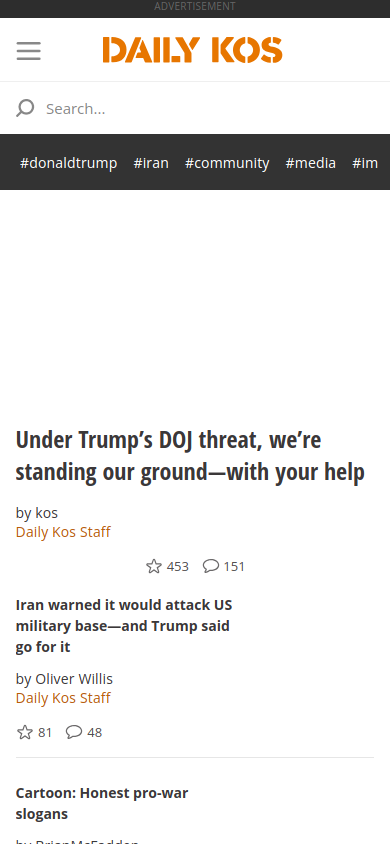 ADVERTISEMENT
DAILY KOS
Search...
#donaldtrump #iran #community #media #im
Under Trump's DOJ threat, we're
standing our ground—with your help
by kos
Daily Kos Staff
453 151
Iran warned it would attack US
military base—and Trump said
go for it
by Oliver Willis
Daily Kos Staff
81 48
Cartoon: Honest pro-war
slogans
by BrianMcFadden